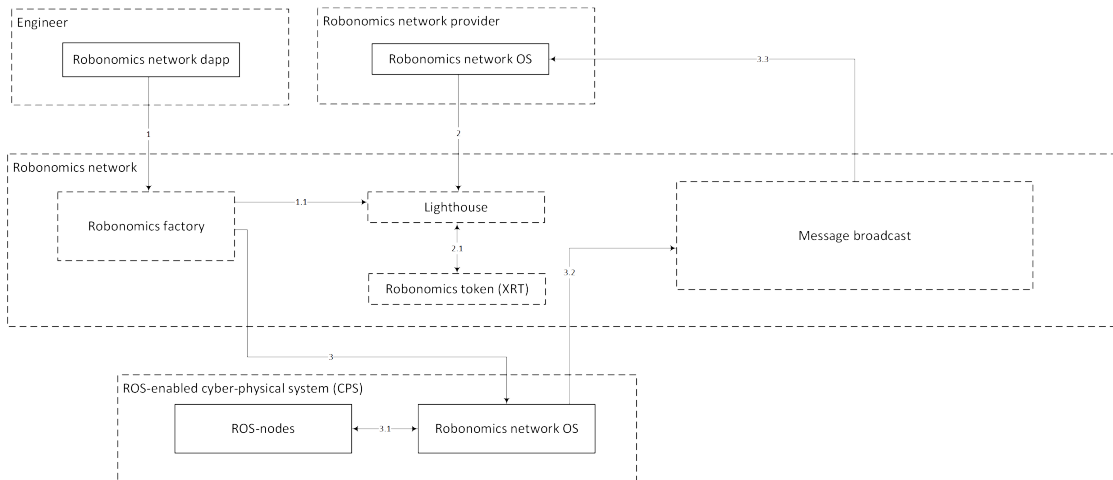 Engineer
Robonomics network dapp
Robonomics network provider
Robonomics network OS
3.3
1
2
Robonomics network
Robonomics factory
1.1
Lighthouse
2.1
Robonomics token (XRT)
Message broadcast
3.2
3
ROS-enabled cyber-physical system (CPS)
ROS-nodes
3.1
Robonomics network OS